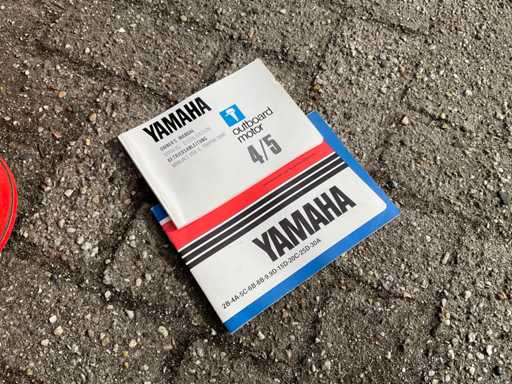 YAMAHA
OWNER'S MANUAL
BETRIEBSANLEITUNG
outboard
motor
4/5
YAMAHA
2B-4A-5C-6B-8B-9.9D-15D-20C-25D-30A